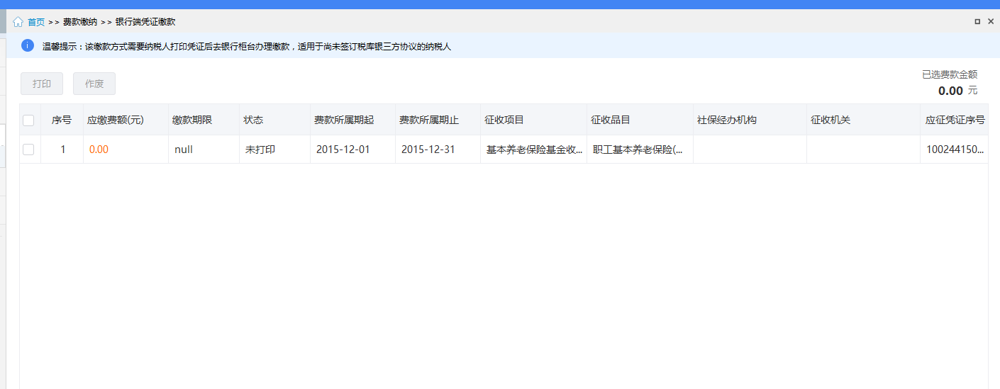 首页 >> 费款缴纳 >> 银行端凭证缴款
温馨提示：该缴款方式需要纳税人打印凭证后去银行柜台办理缴款，适用于尚未签订税库银三方协议的纳税人
打印 作废
已选费款金额
0.00 元
序号 应缴费额(元) 缴款期限 状态 费款所属期起 费款所属期止 征收项目 征收品目 社保经办机构 征收机关 应征凭证序号
1 0.00 null 未打印 2015-12-01 2015-12-31 基本养老保险基金收... 职工基本养老保险(... 100244150...